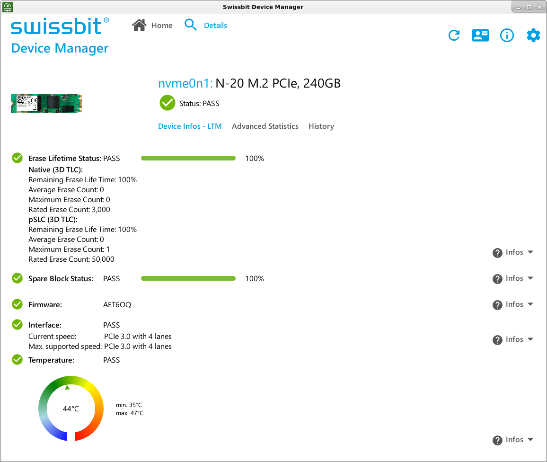 Swissbit Device Manager
swissbit®
Device Manager
Home
Details
nvme0n1: N-20 M.2 PCIe, 240GB
Status: PASS
Device Infos - LTM
Advanced Statistics
History
Erase Lifetime Status: PASS
100%
Native (3D TLC):
Remaining Erase Life Time: 100%
Average Erase Count: 0
Maximum Erase Count: 0
Rated Erase Count: 3,000
pSLC (3D TLC):
Remaining Erase Life Time: 100%
Average Erase Count: 0
Maximum Erase Count: 1
Rated Erase Count: 50,000
Infos
Spare Block Status: PASS
100%
Infos
Firmware: AET6OQ
Infos
Interface: PASS
Current speed: PCIe 3.0 with 4 lanes
Max. supported speed: PCIe 3.0 with 4 lanes
Infos
Temperature: PASS
44°C
min. 35°C
max. 47°C
Infos